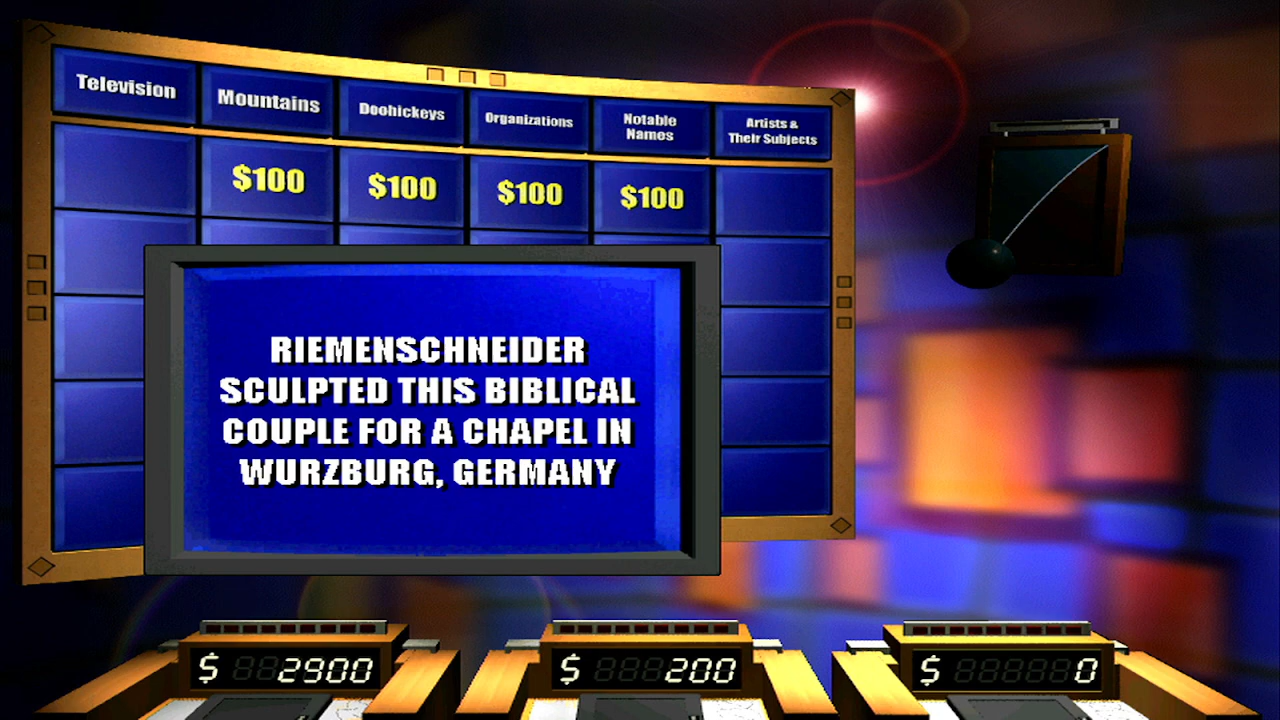 Television
Mountains
Doohickeys
Organizations
Notable
Names
Artists &
Their Subjects
$100
$100
$100
$100
RIEMENSCHNEIDER
SCULPTED THIS BIBLICAL
COUPLE FOR A CHAPEL IN
WURZBURG, GERMANY
$ 2900
$ 200
$ 0